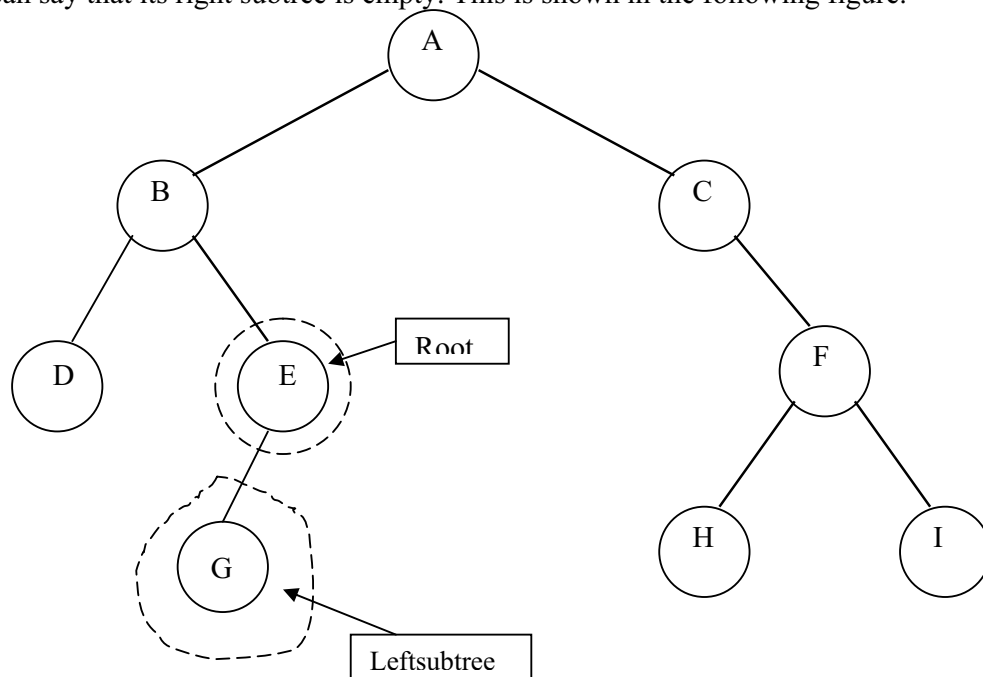 can say that its right subtree is empty. This is shown in the following figure.
A
B
C
D
E
Root
F
G
H
I
Leftsubtree